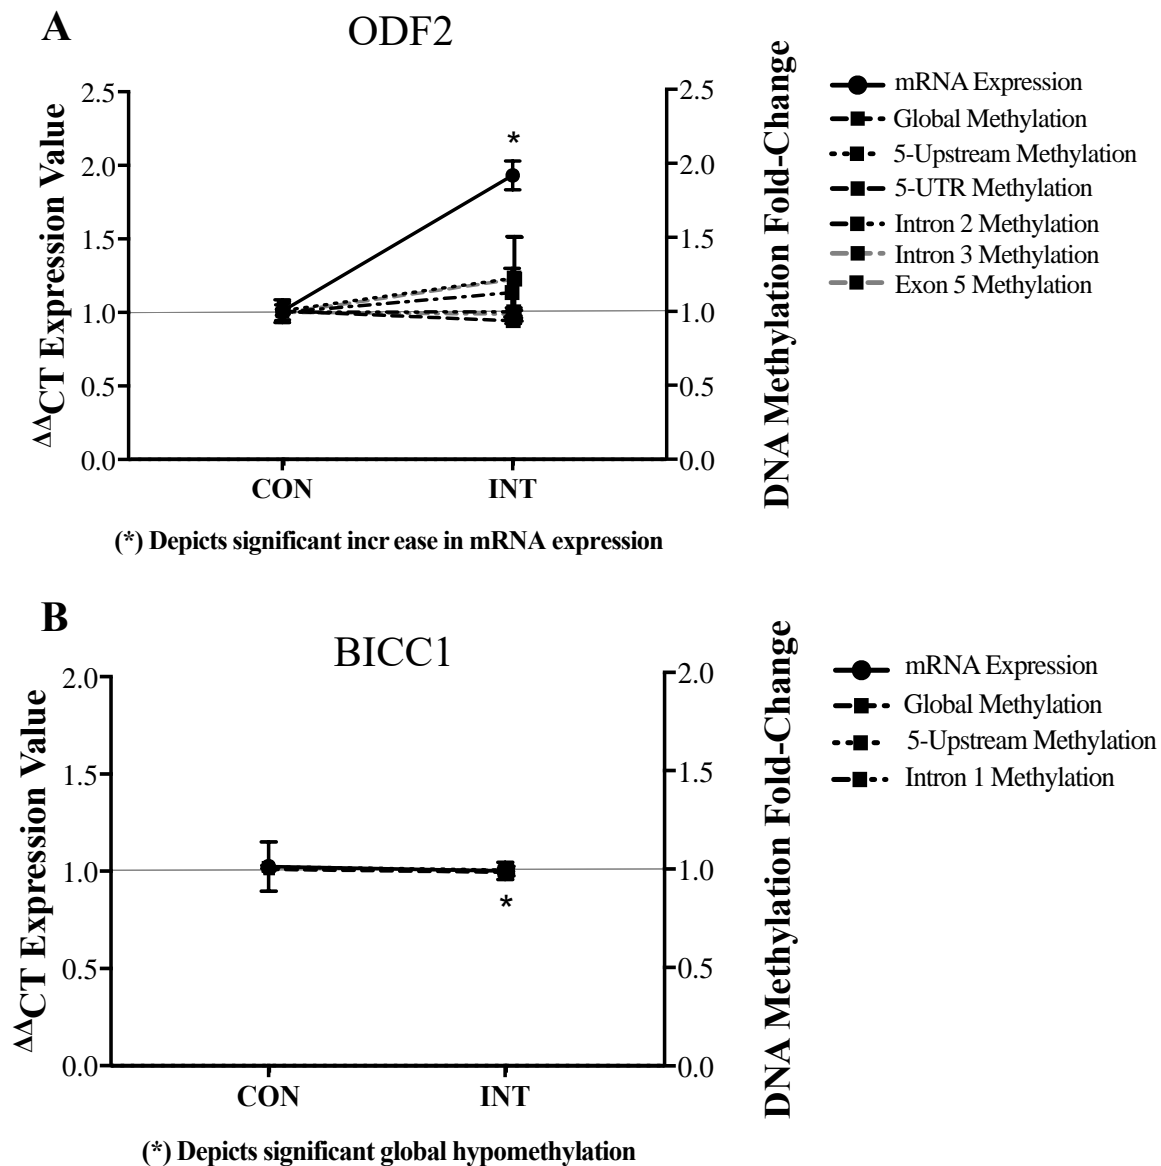 A
ODF2
ΔΔCT Expression Value
2.5
2.0
1.5
1.0
0.5
0.0
2.5
2.0
1.5
1.0
0.5
0.0
DNA Methylation Fold-Change
*
CON
INT
mRNA Expression
Global Methylation
5-Upstream Methylation
5-UTR Methylation
Intron 2 Methylation
Intron 3 Methylation
Exon 5 Methylation
(*) Depicts significant incr ease in mRNA expression
B
BICC1
ΔΔCT Expression Value
2.0
1.5
1.0
0.5
0.0
2.0
1.5
1.0
0.5
0.0
DNA Methylation Fold-Change
*
CON
INT
mRNA Expression
Global Methylation
5-Upstream Methylation
Intron 1 Methylation
(*) Depicts significant global hypomethylation